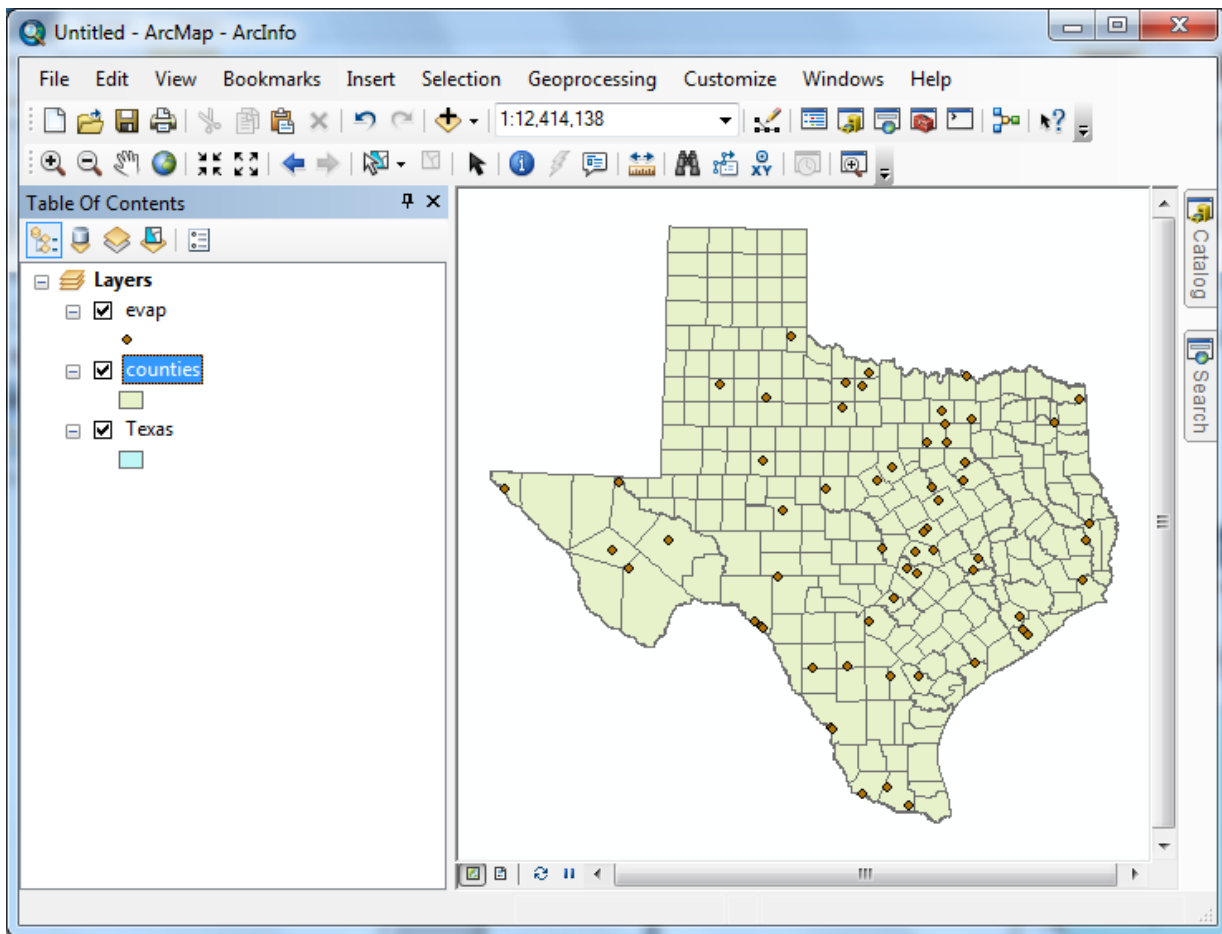 Untitled - ArcMap - ArcInfo
File Edit View Bookmarks Insert Selection Geoprocessing Customize Windows Help
1:12,414,138
XY
Table Of Contents
Layers
evap
counties
Texas
Catalog
Search